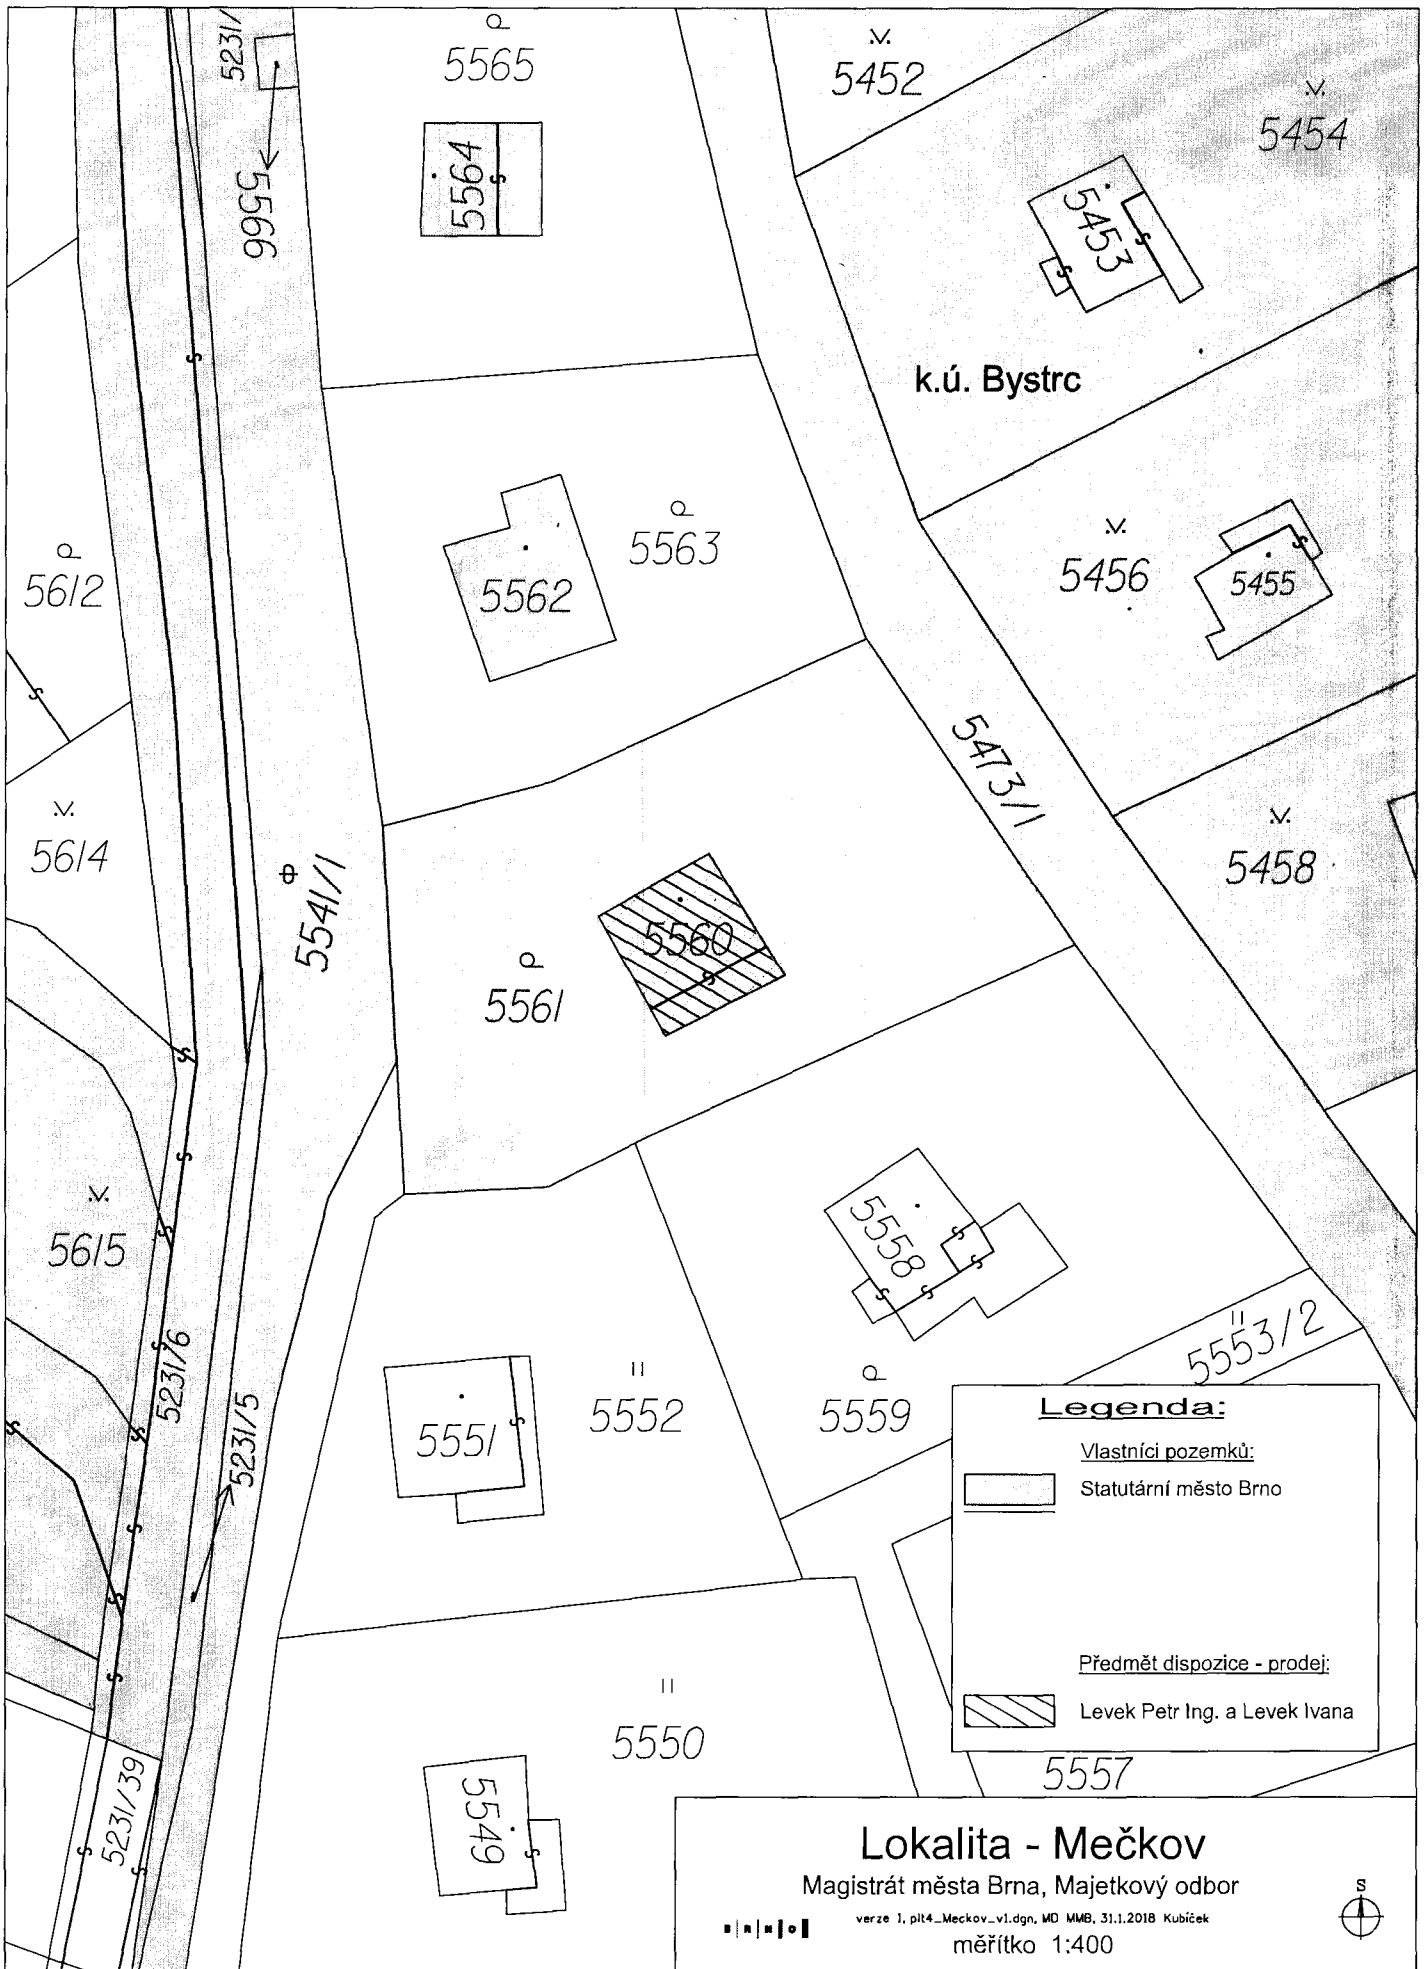 5231/
5565
5452
5454
5564
5566
5453
k.ú. Bystrc
5612
5562
5563
5456
5455
5473/1
5614
5541/1
5458
5560
5561
5615
5558
5553/2
5231/6
5231/5
5551
5552
5559
Legenda:
Vlastníci pozemků:
Statutární město Brno
Předmět dispozice - prodej:
Levek Petr Ing. a Levek Ivana
5550
5557
5231/39
5549
Lokalita - Mečkov
Magistrát města Brna, Majetkový odbor
B R N O
verze 1, plt4_Meckov_v1.dgn, MO MMB, 31.1.2018 Kubíček
měřítko 1:400
S